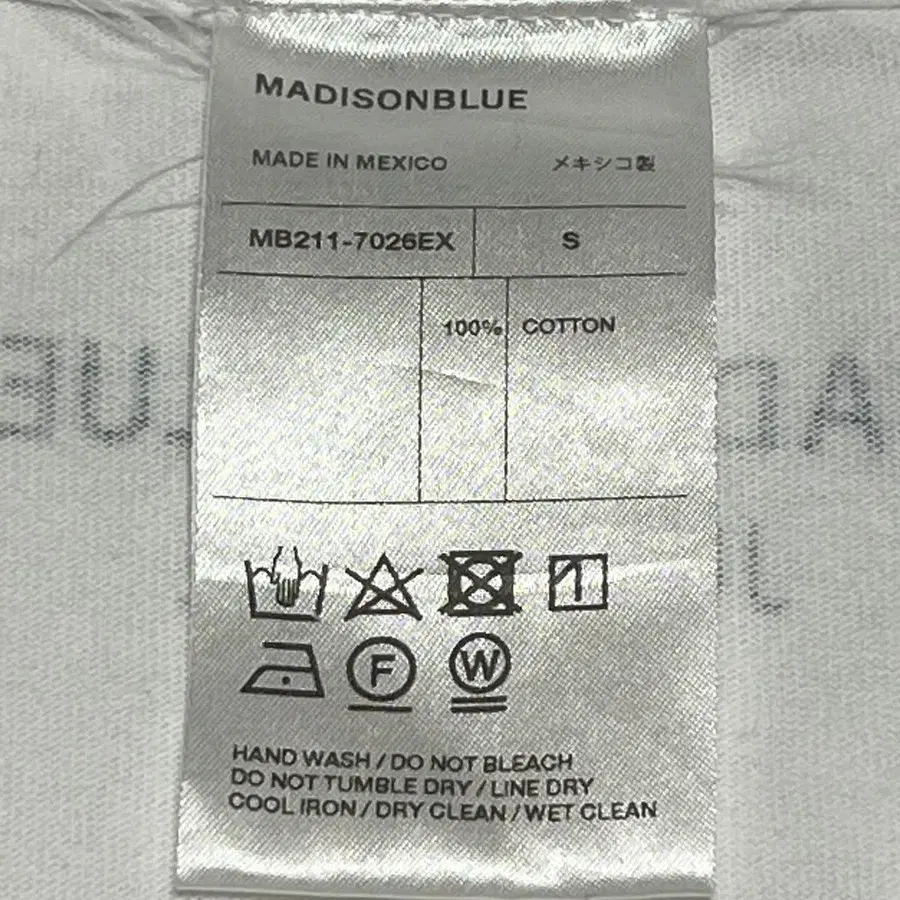 MADISONBLUE
MADE IN MEXICO メキシコ製
MB211-7026EX S
100% COTTON
F W
HAND WASH / DO NOT BLEACH
DO NOT TUMBLE DRY / LINE DRY
COOL IRON / DRY CLEAN / WET CLEAN